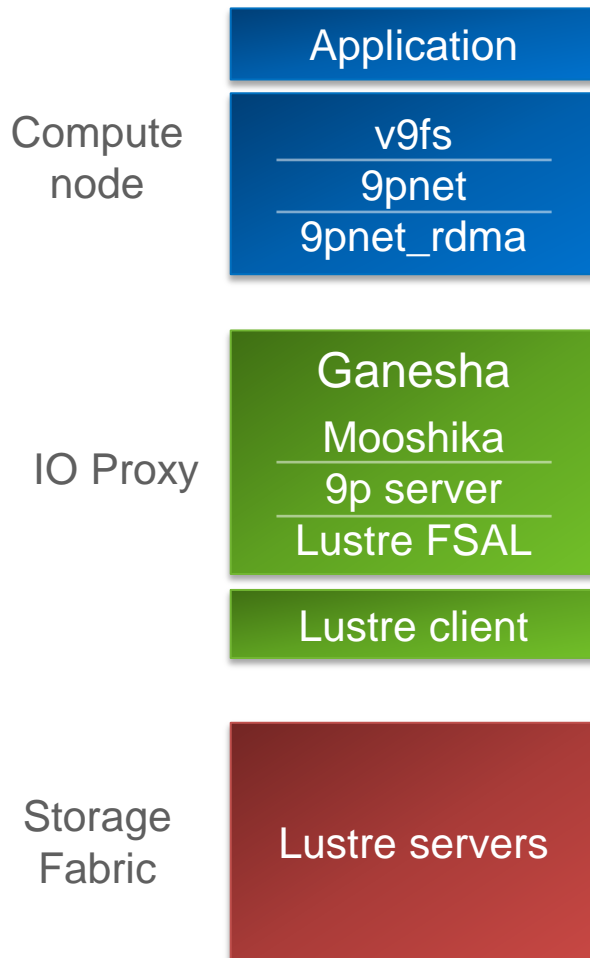 Application
Compute
node
v9fs
9pnet
9pnet_rdma
Ganesha
Mooshika
IO Proxy
9p server
Lustre FSAL
Lustre client
Storage
Fabric
Lustre servers